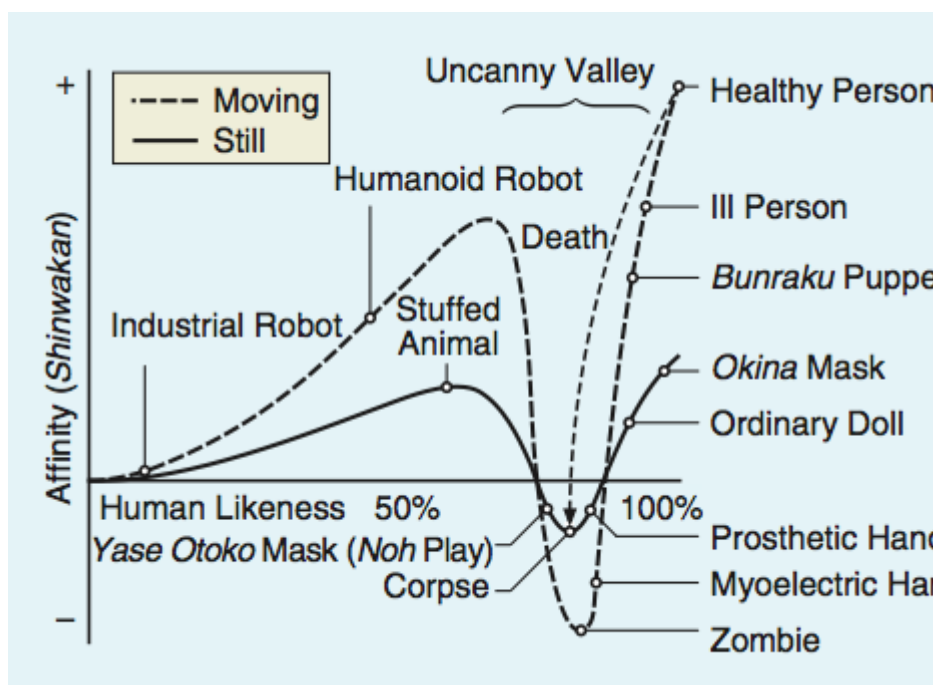 +
Uncanny Valley
Healthy Person
Moving
Still
Humanoid Robot
Death
Ill Person
Bunraku Puppe
Industrial Robot
Stuffed
Animal
Okina Mask
Ordinary Doll
Affinity (Shinwakan)
Human Likeness 50% 100%
Yase Otoko Mask (Noh Play)
Prosthetic Hand
Corpse
Myoelectric Har
Zombie
−